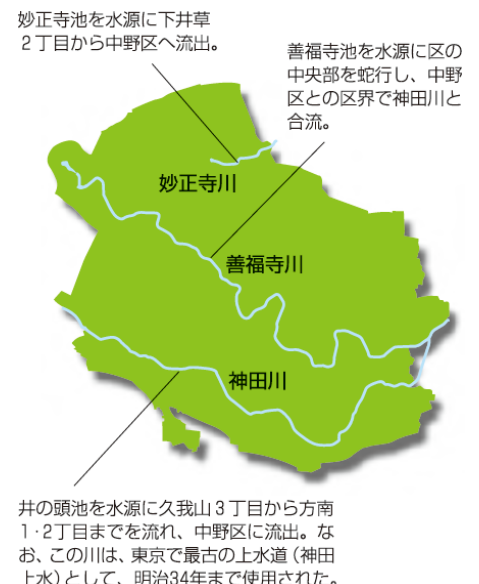 妙正寺池を水源に下井草
2丁目から中野区へ流出。
善福寺池を水源に区の
中央部を蛇行し、中野
区との区界で神田川と
合流。
妙正寺川
善福寺川
神田川
井の頭池を水源に久我山3丁目から方南
1・2丁目までを流れ、中野区に流出。な
お、この川は、東京で最古の上水道(神田
上水)として、明治34年まで使用された。